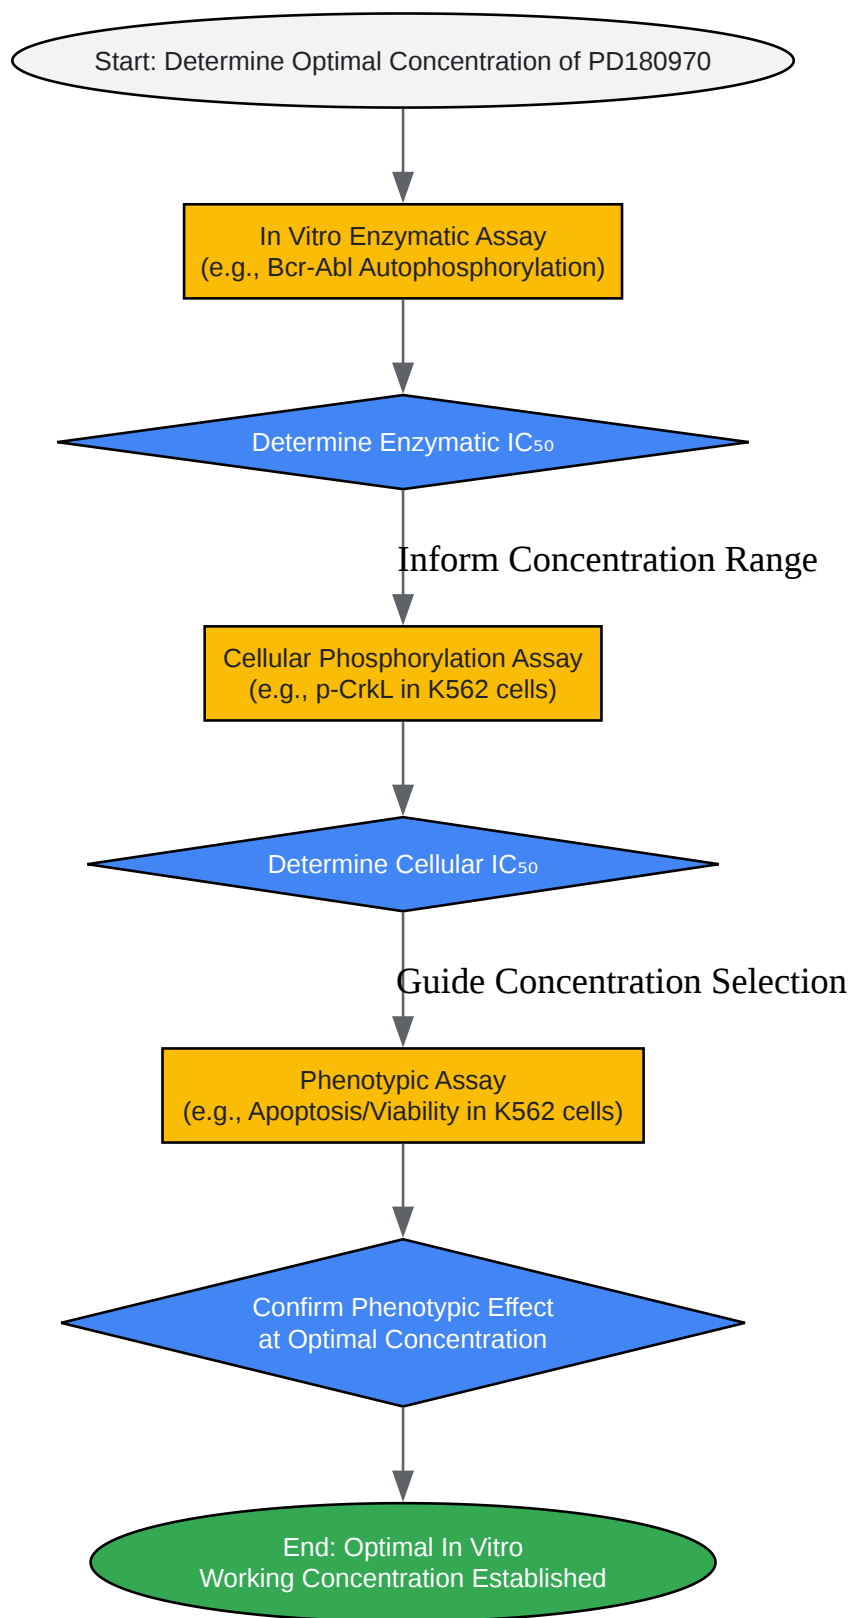 Start: Determine Optimal Concentration of PD180970
In Vitro Enzymatic Assay
(e.g., Bcr-Abl Autophosphorylation)
Determine Enzymatic IC₅₀
Inform Concentration Range
Cellular Phosphorylation Assay
(e.g., p-CrkL in K562 cells)
Determine Cellular IC₅₀
Guide Concentration Selection
Phenotypic Assay
(e.g., Apoptosis/Viability in K562 cells)
Confirm Phenotypic Effect
at Optimal Concentration
End: Optimal In Vitro
Working Concentration Established